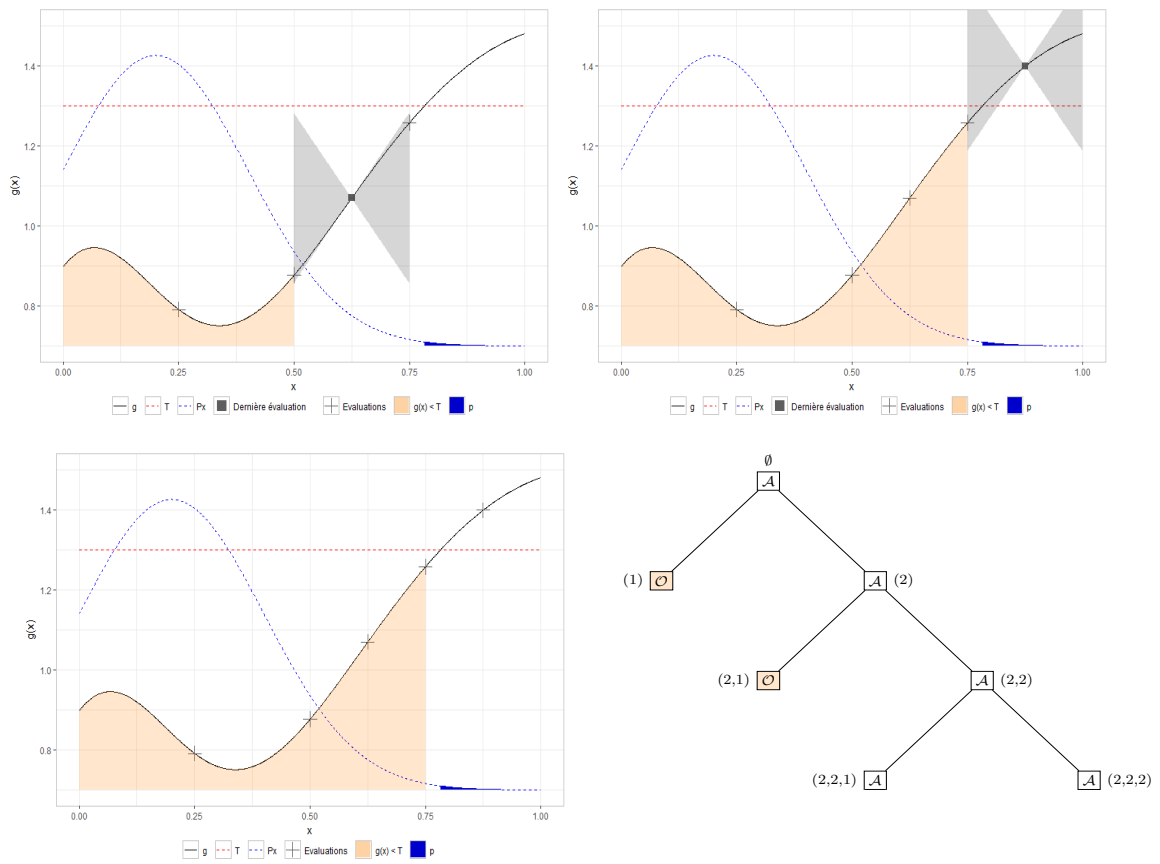 1.4
1.2
1.0
0.8
g(x)
0.00 0.25 0.50 0.75 1.00
x
g T Px Dernière évaluation Evaluations g(x) < T p
1.4
1.2
1.0
0.8
g(x)
0.00 0.25 0.50 0.75 1.00
x
g T Px Dernière évaluation Evaluations g(x) < T p
1.4
1.2
1.0
0.8
g(x)
0.00 0.25 0.50 0.75 1.00
x
g T Px Evaluations g(x) < T p
∅
𝒜
(1) 𝒪 𝒜 (2)
(2,1) 𝒪 𝒜 (2,2)
(2,2,1) 𝒜 𝒜 (2,2,2)